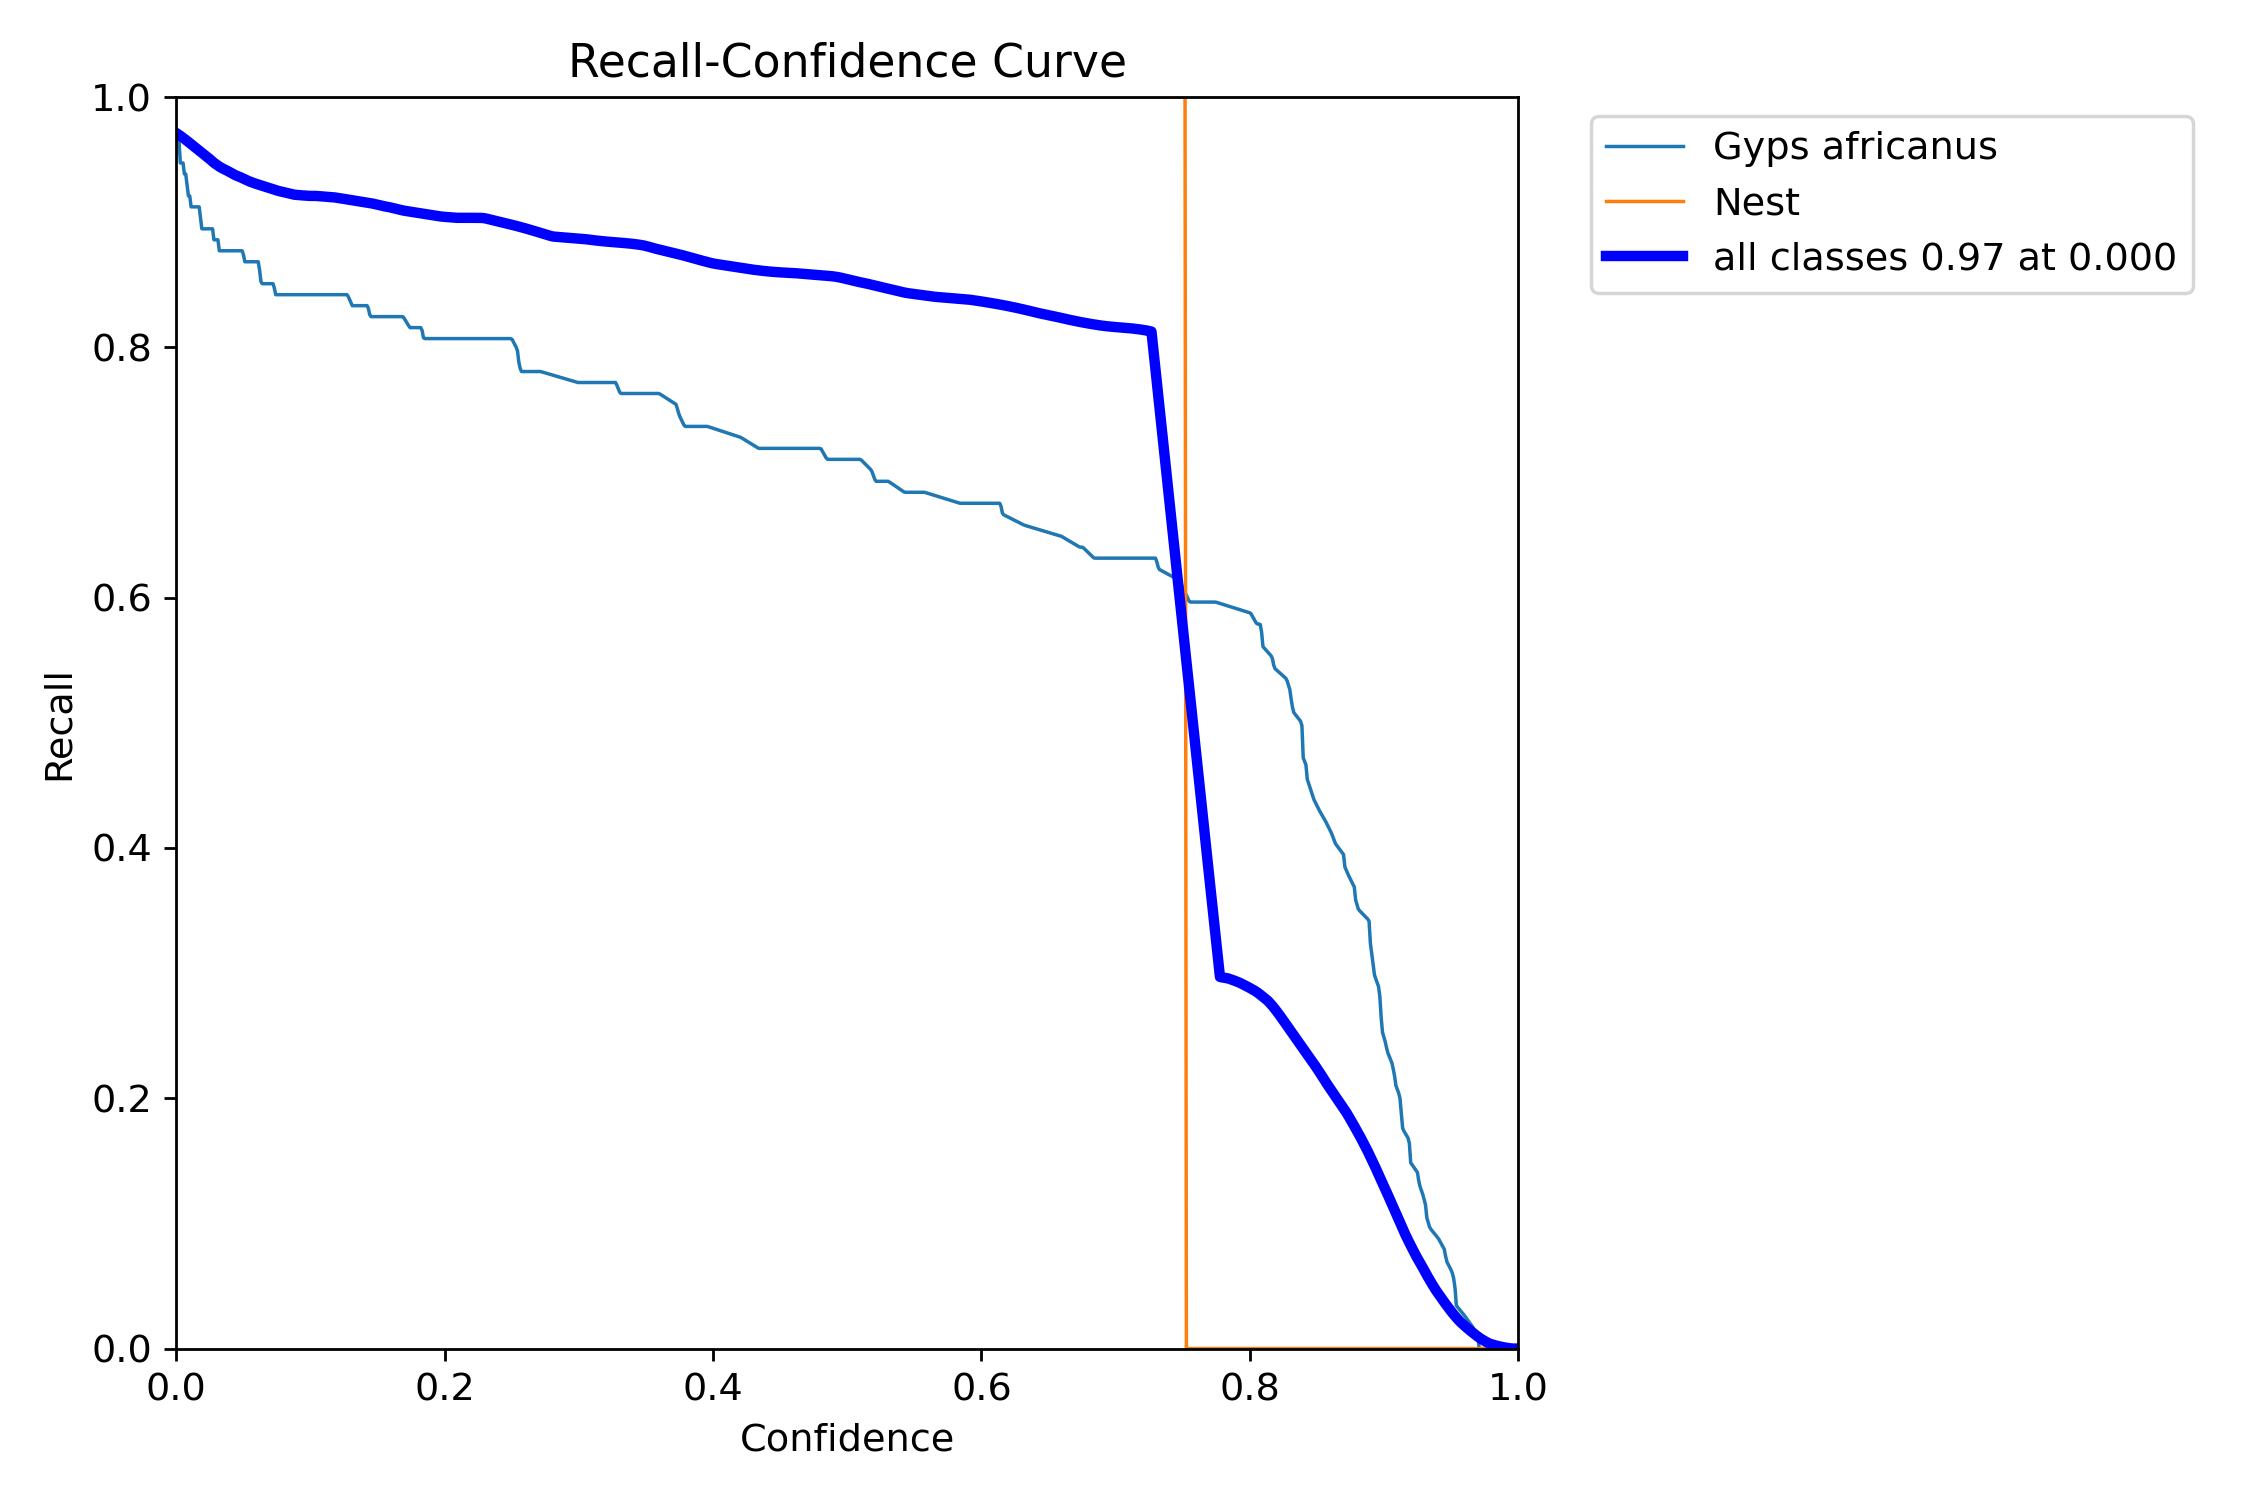 Recall-Confidence Curve
1.0
0.8
0.6
0.4
0.2
0.0
Recall
0.0 0.2 0.4 0.6 0.8 1.0
Confidence
Gyps africanus
Nest
all classes 0.97 at 0.000